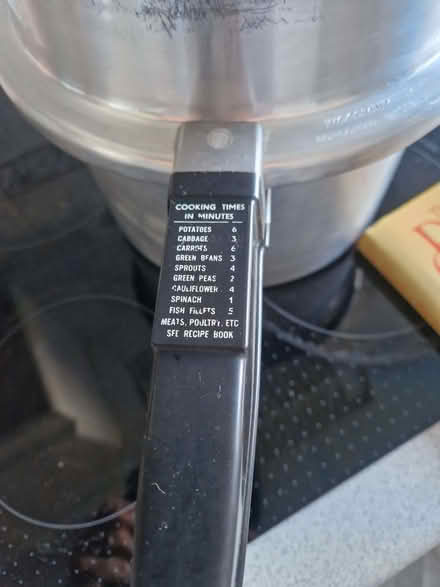 COOKING TIMES
IN MINUTES
POTATOES 6
CABBAGE 3
CARROTS 6
GREEN BEANS 3
SPROUTS 4
GREEN PEAS 2
CAULIFLOWER 4
SPINACH 1
FISH FILLETS 5
MEATS, POULTRY, ETC
SEE RECIPE BOOK